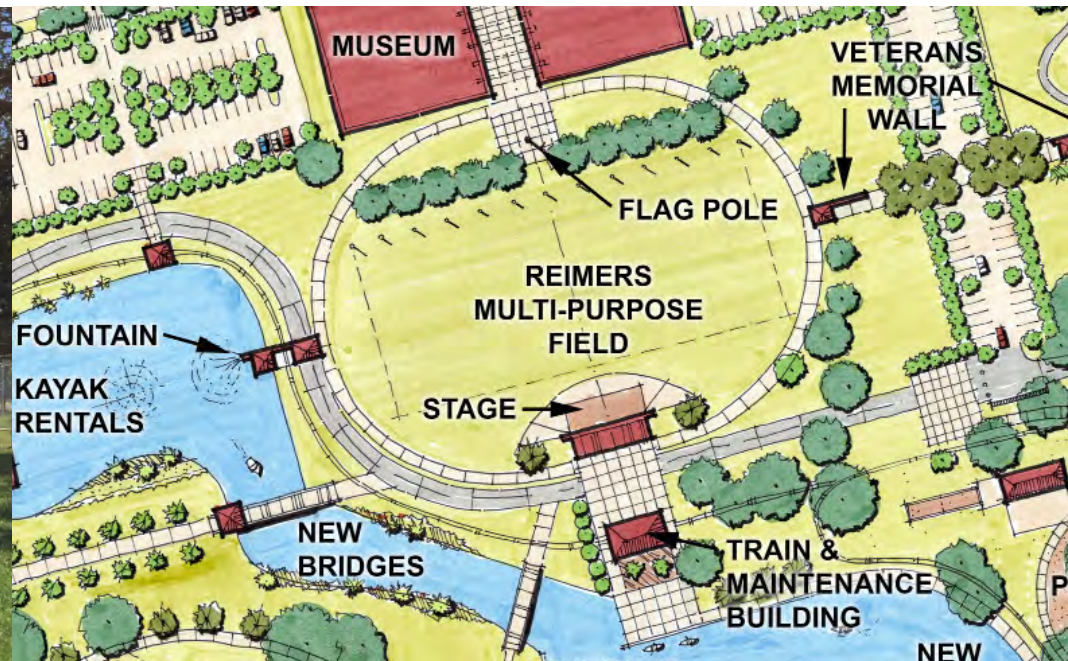 MUSEUM
VETERANS
MEMORIAL
WALL
FLAG POLE
REIMERS
MULTI-PURPOSE
FIELD
FOUNTAIN
KAYAK
RENTALS
STAGE
NEW
BRIDGES
TRAIN &
MAINTENANCE
BUILDING
P
NEW